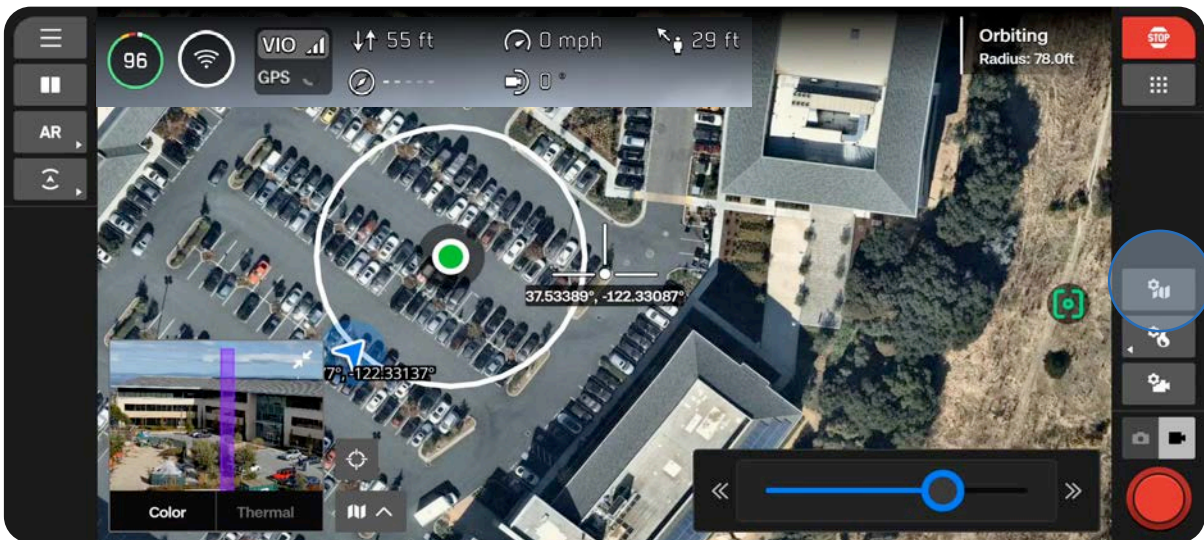 96
VIO
GPS
55 ft
- - - - -
0 mph
0 °
29 ft
Orbiting
Radius: 78.0ft
STOP
AR
37.53389°, -122.33087°
7°, -122.33137°
Color
Thermal